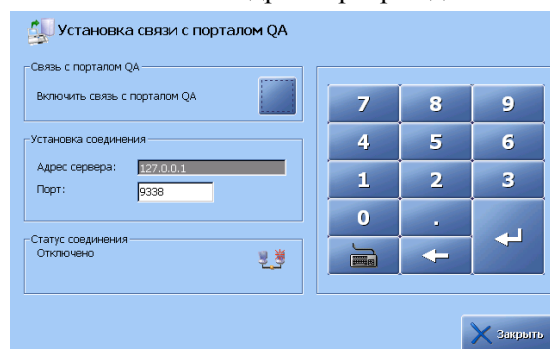 Установка связи с порталом QA
Связь с порталом QA
Включить связь с порталом QA
Установка соединения
Адрес сервера: 127.0.0.1
Порт: 9338
Статус соединения
Отключено
7 8 9
4 5 6
1 2 3
0 .
Закрыть